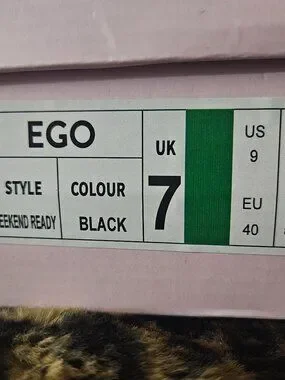 EGO
STYLE
EEKEND READY
COLOUR
BLACK
UK
7
US
9
EU
40